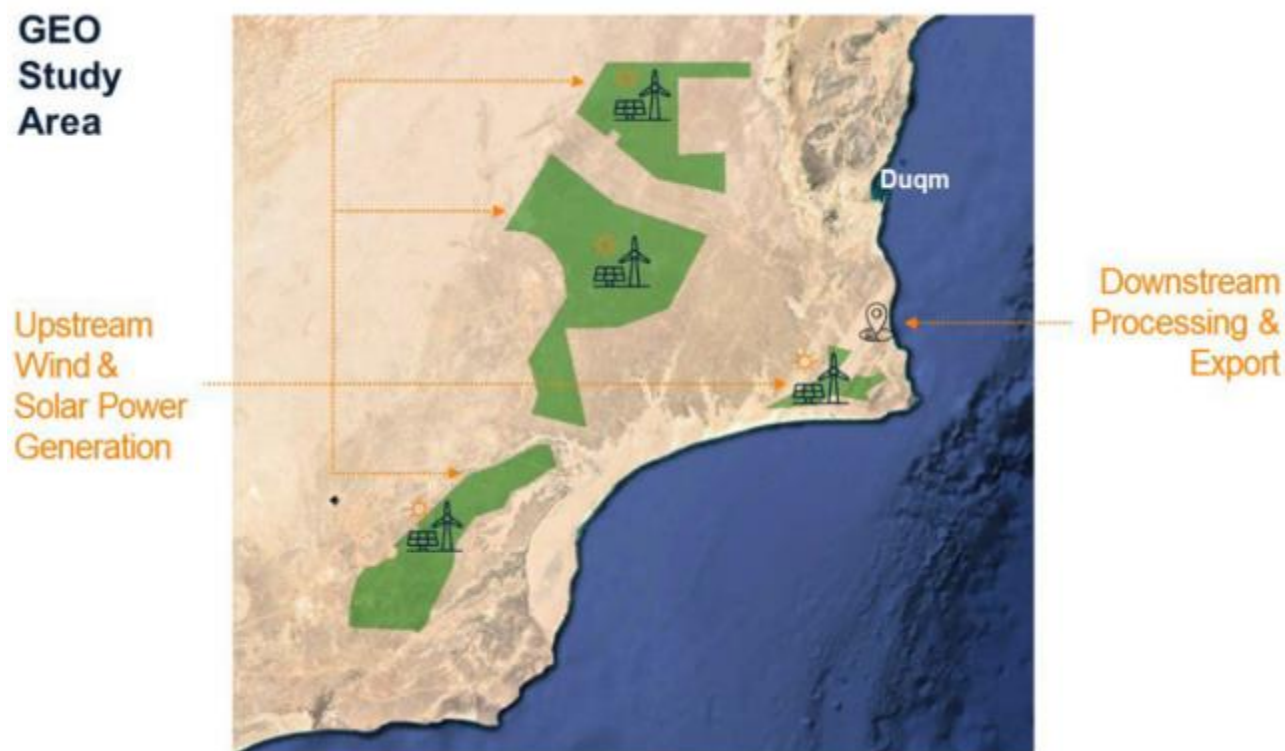 GEO
Study
Area
Duqm
Upstream
Wind &
Solar Power
Generation
Downstream
Processing &
Export